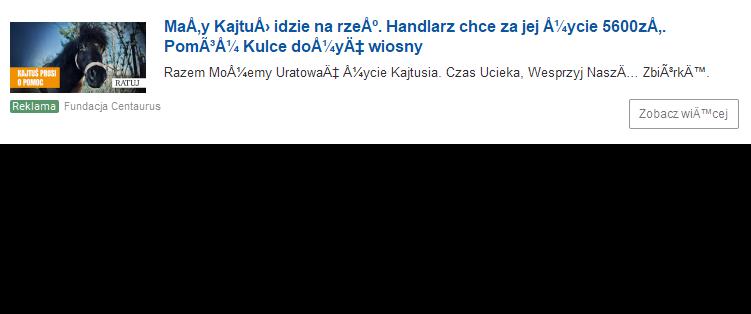 MaÅ‚y KajtuÅ› idzie na rzeÅº. Handlarz chce za jej Å¼ycie 5600zÅ‚.
PomÃ³Å¼ Kulce doÅ¼yÄ‡ wiosny
Razem MoÅ¼emy UratowaÄ‡ Å¼ycie Kajtusia. Czas Ucieka, Wesprzyj NaszÄ… ZbiÃ³rkÄ™.
KAJTUŚ PROSI
O POMOC
RATUJ
Reklama Fundacja Centaurus
Zobacz wiÄ™cej